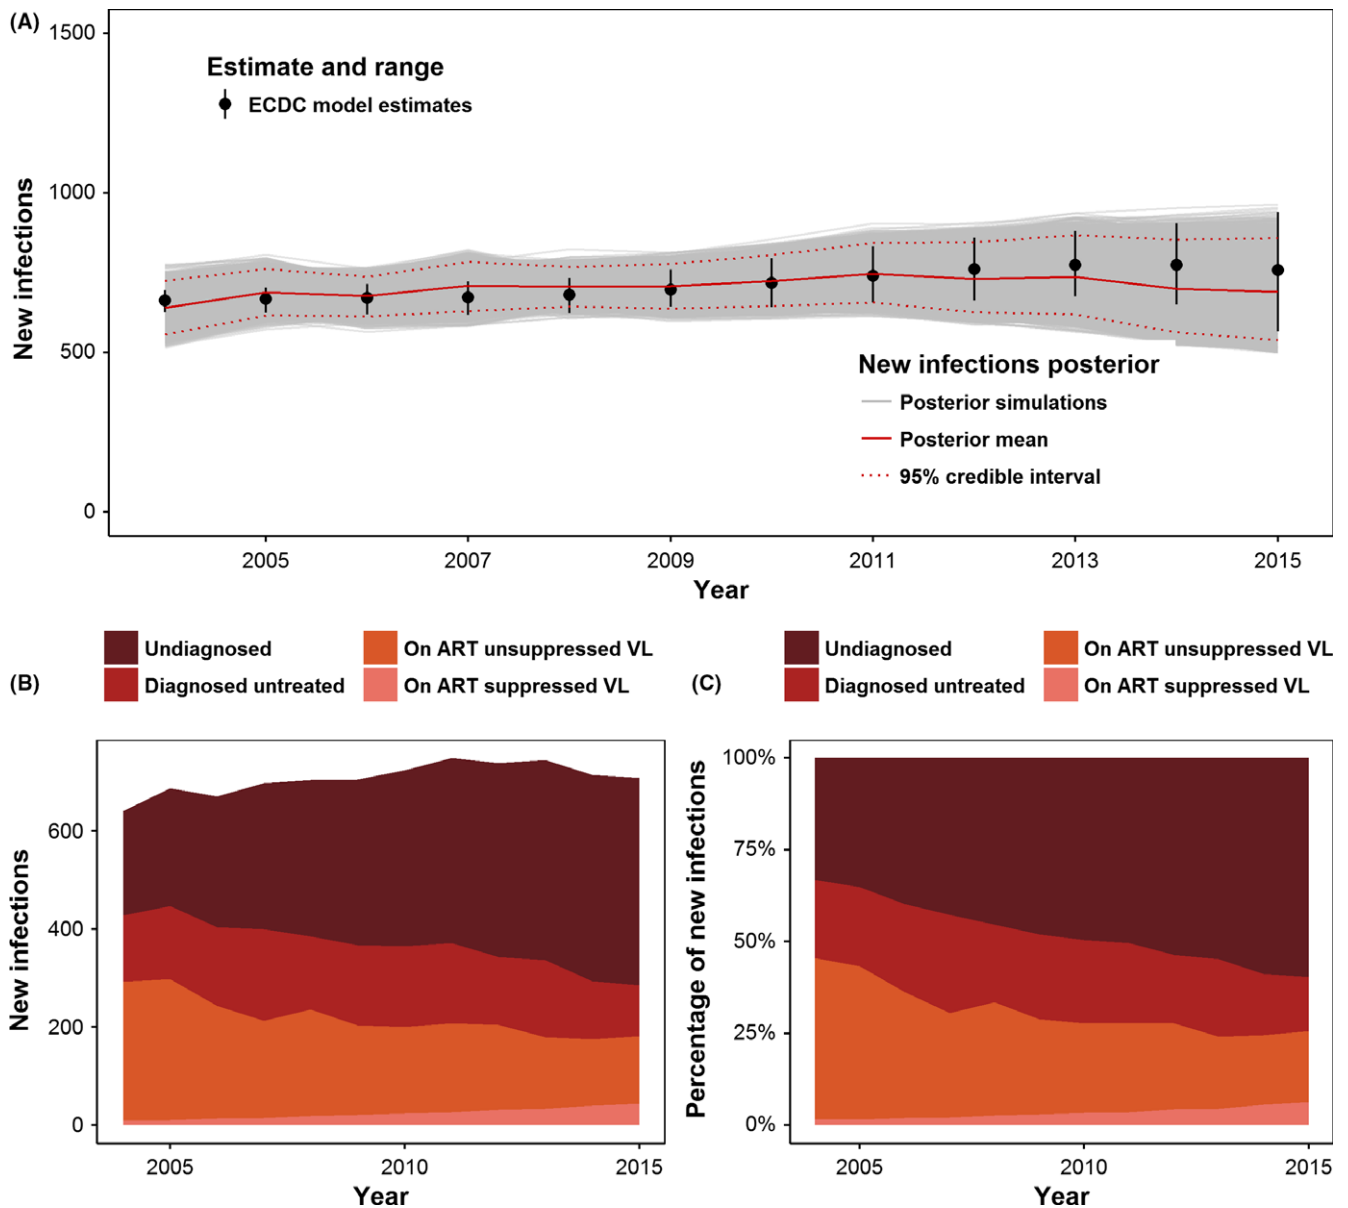 (A)
1500
1000
500
0
New infections
Estimate and range
ECDC model estimates
New infections posterior
Posterior simulations
Posterior mean
95% credible interval
2005 2007 2009 2011 2013 2015
Year
(B)
Undiagnosed On ART unsuppressed VL
Diagnosed untreated On ART suppressed VL
600
400
200
0
New infections
2005 2010 2015
Year
(C)
Undiagnosed On ART unsuppressed VL
Diagnosed untreated On ART suppressed VL
100%
75%
50%
25%
0%
Percentage of new infections
2005 2010 2015
Year